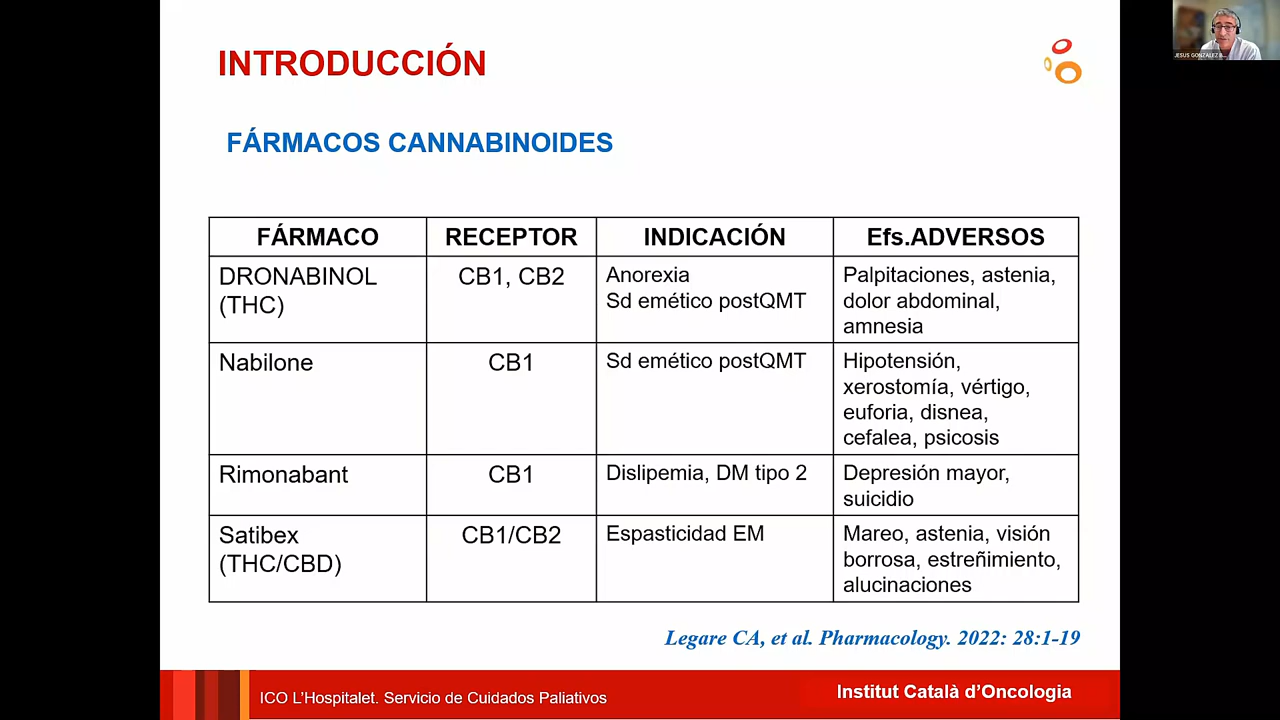 INTRODUCCIÓN
FÁRMACOS CANNABINOIDES
FÁRMACO RECEPTOR INDICACIÓN Efs.ADVERSOS
DRONABINOL
(THC)
CB1, CB2
Anorexia
Sd emético postQMT
Palpitaciones, astenia,
dolor abdominal,
amnesia
Nabilone
CB1
Sd emético postQMT
Hipotensión,
xerostomía, vértigo,
euforia, disnea,
cefalea, psicosis
Rimonabant
CB1
Dislipemia, DM tipo 2
Depresión mayor,
suicidio
Satibex
(THC/CBD)
CB1/CB2
Espasticidad EM
Mareo, astenia, visión
borrosa, estreñimiento,
alucinaciones
Legare CA, et al. Pharmacology. 2022: 28:1-19
ICO L’Hospitalet. Servicio de Cuidados Paliativos
Institut Català d’Oncologia
JESUS GONZALEZ B...